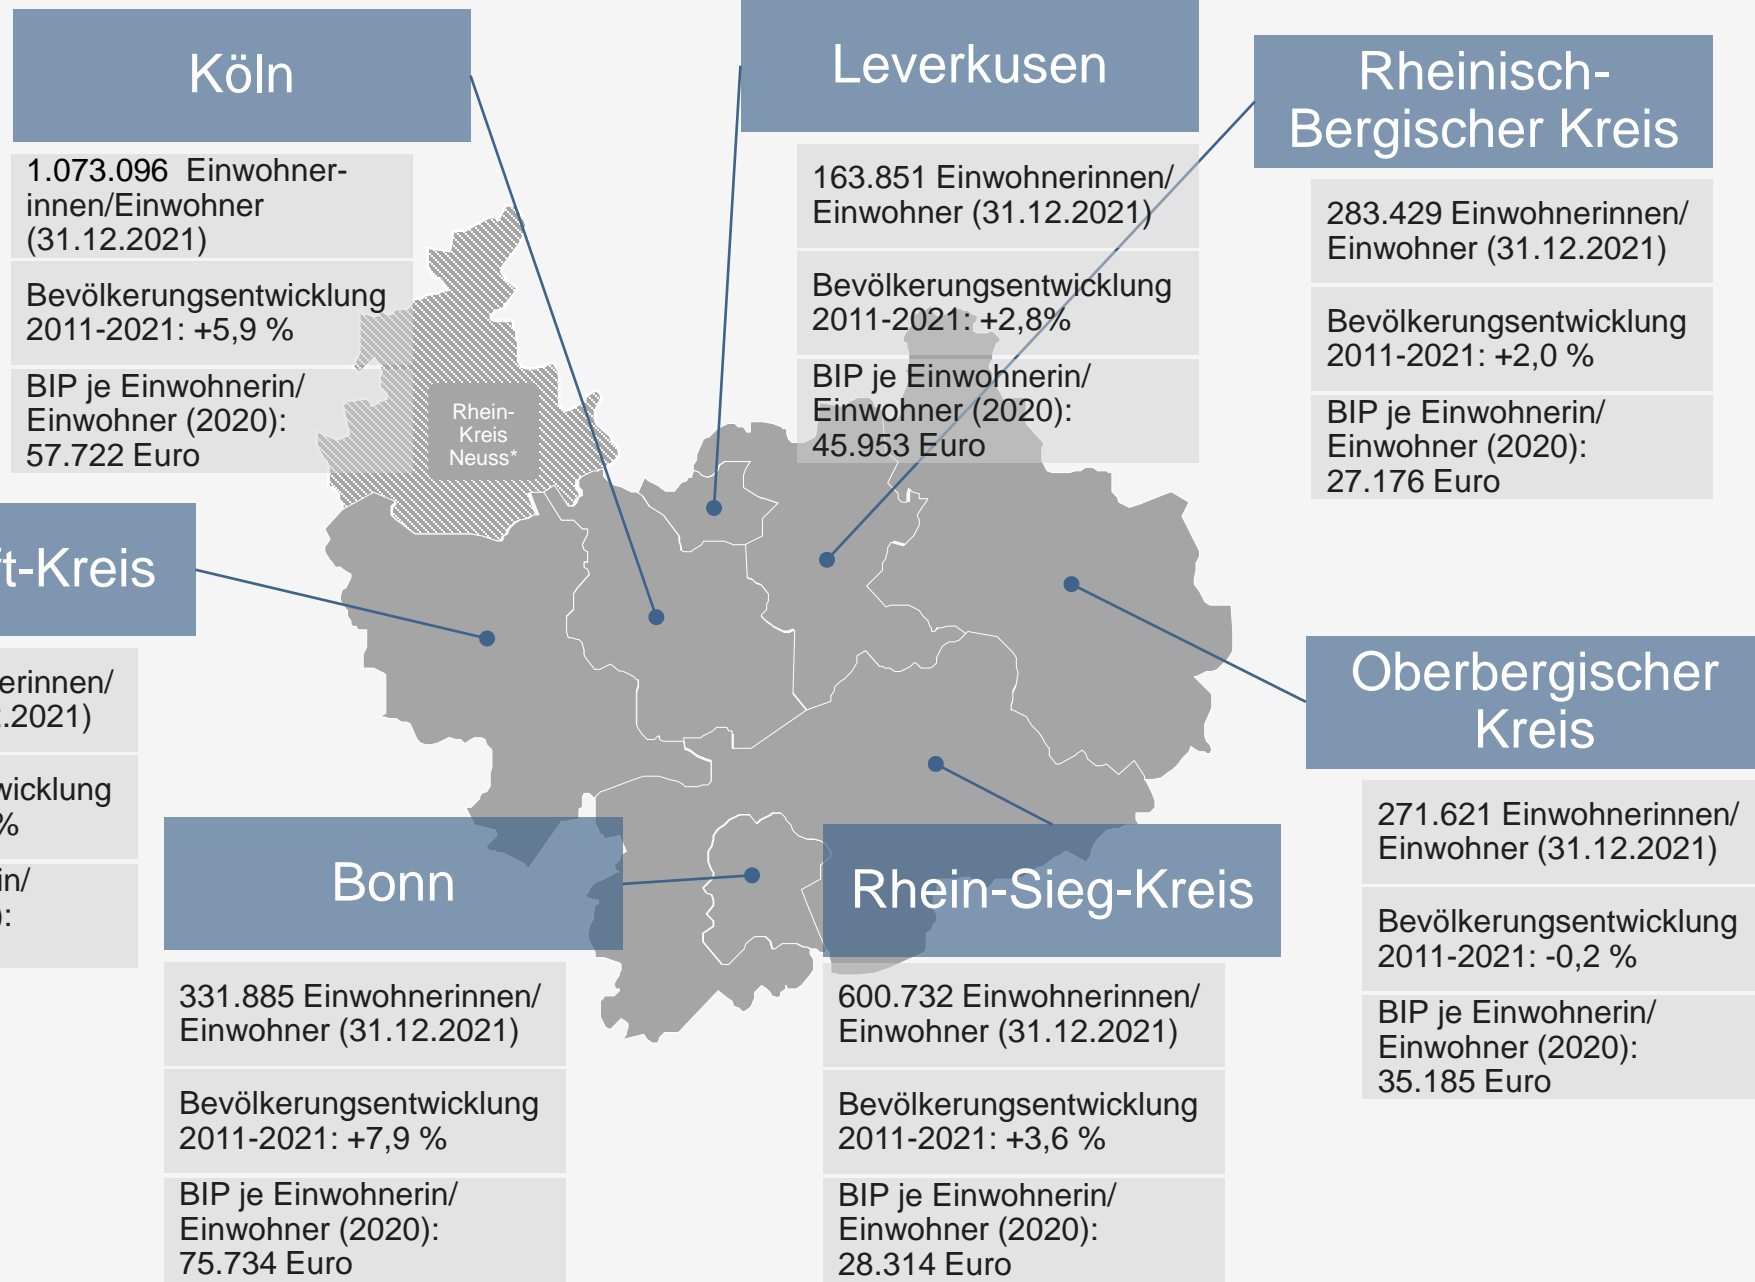 Köln
1.073.096 Einwohner-
innen/Einwohner
(31.12.2021)
Bevölkerungsentwicklung
2011-2021: +5,9 %
BIP je Einwohnerin/
Einwohner (2020):
57.722 Euro
Leverkusen
163.851 Einwohnerinnen/
Einwohner (31.12.2021)
Bevölkerungsentwicklung
2011-2021: +2,8%
BIP je Einwohnerin/
Einwohner (2020):
45.953 Euro
Rheinisch-
Bergischer Kreis
283.429 Einwohnerinnen/
Einwohner (31.12.2021)
Bevölkerungsentwicklung
2011-2021: +2,0 %
BIP je Einwohnerin/
Einwohner (2020):
27.176 Euro
Rhein-
Kreis
Neuss*
t-Kreis
erinnen/
.2021)
wicklung
%
in/
):
Oberbergischer
Kreis
271.621 Einwohnerinnen/
Einwohner (31.12.2021)
Bevölkerungsentwicklung
2011-2021: -0,2 %
BIP je Einwohnerin/
Einwohner (2020):
35.185 Euro
Bonn
331.885 Einwohnerinnen/
Einwohner (31.12.2021)
Bevölkerungsentwicklung
2011-2021: +7,9 %
BIP je Einwohnerin/
Einwohner (2020):
75.734 Euro
Rhein-Sieg-Kreis
600.732 Einwohnerinnen/
Einwohner (31.12.2021)
Bevölkerungsentwicklung
2011-2021: +3,6 %
BIP je Einwohnerin/
Einwohner (2020):
28.314 Euro